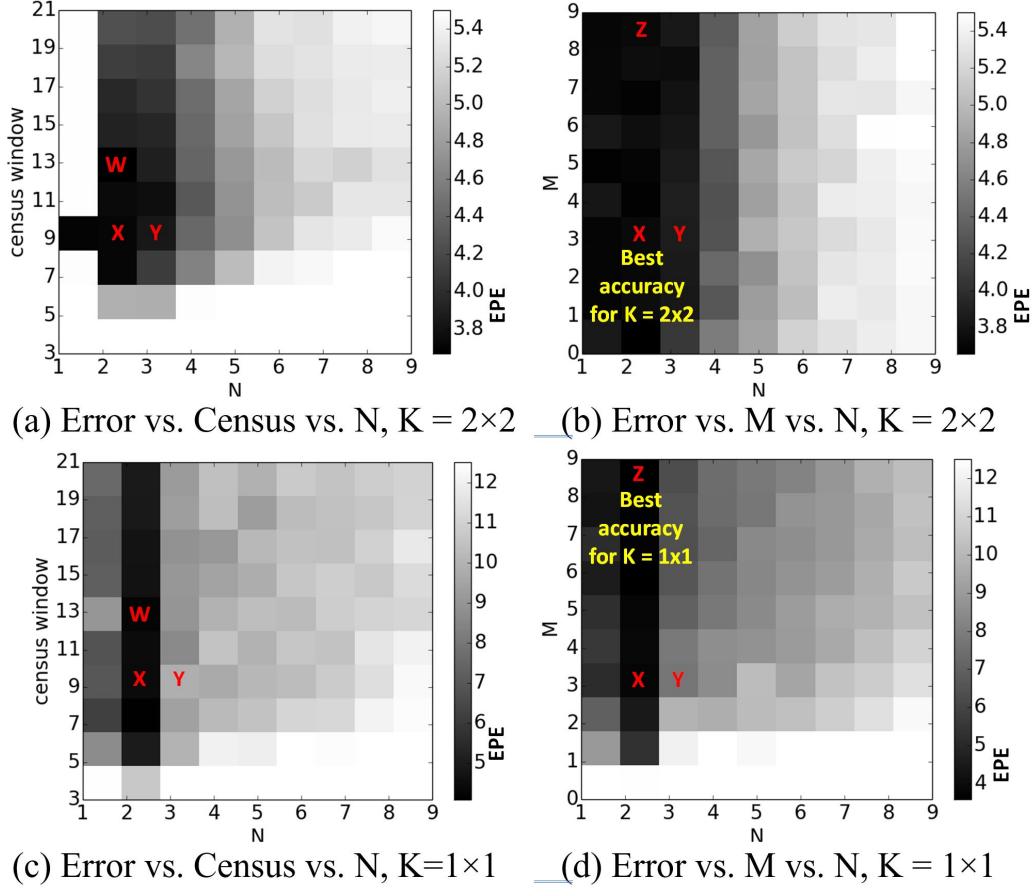 21
19
17
15
13
11
9
7
5
3
census window
W
X Y
1 2 3 4 5 6 7 8 9
N
5.4
5.2
5.0
4.8
4.6
4.4
4.2
4.0
3.8
EPE
(a) Error vs. Census vs. N, K = 2×2
9
8
7
6
5
4
3
2
1
0
M
Z
X Y
Best
accuracy
for K = 2x2
1 2 3 4 5 6 7 8 9
N
5.4
5.2
5.0
4.8
4.6
4.4
4.2
4.0
3.8
EPE
(b) Error vs. M vs. N, K = 2×2
21
19
17
15
13
11
9
7
5
3
census window
W
X Y
1 2 3 4 5 6 7 8 9
N
12
11
10
9
8
7
6
5
EPE
(c) Error vs. Census vs. N, K=1×1
9
8
7
6
5
4
3
2
1
0
M
Z
Best
accuracy
for K = 1x1
X Y
1 2 3 4 5 6 7 8 9
N
12
11
10
9
8
7
6
5
4
EPE
(d) Error vs. M vs. N, K = 1×1